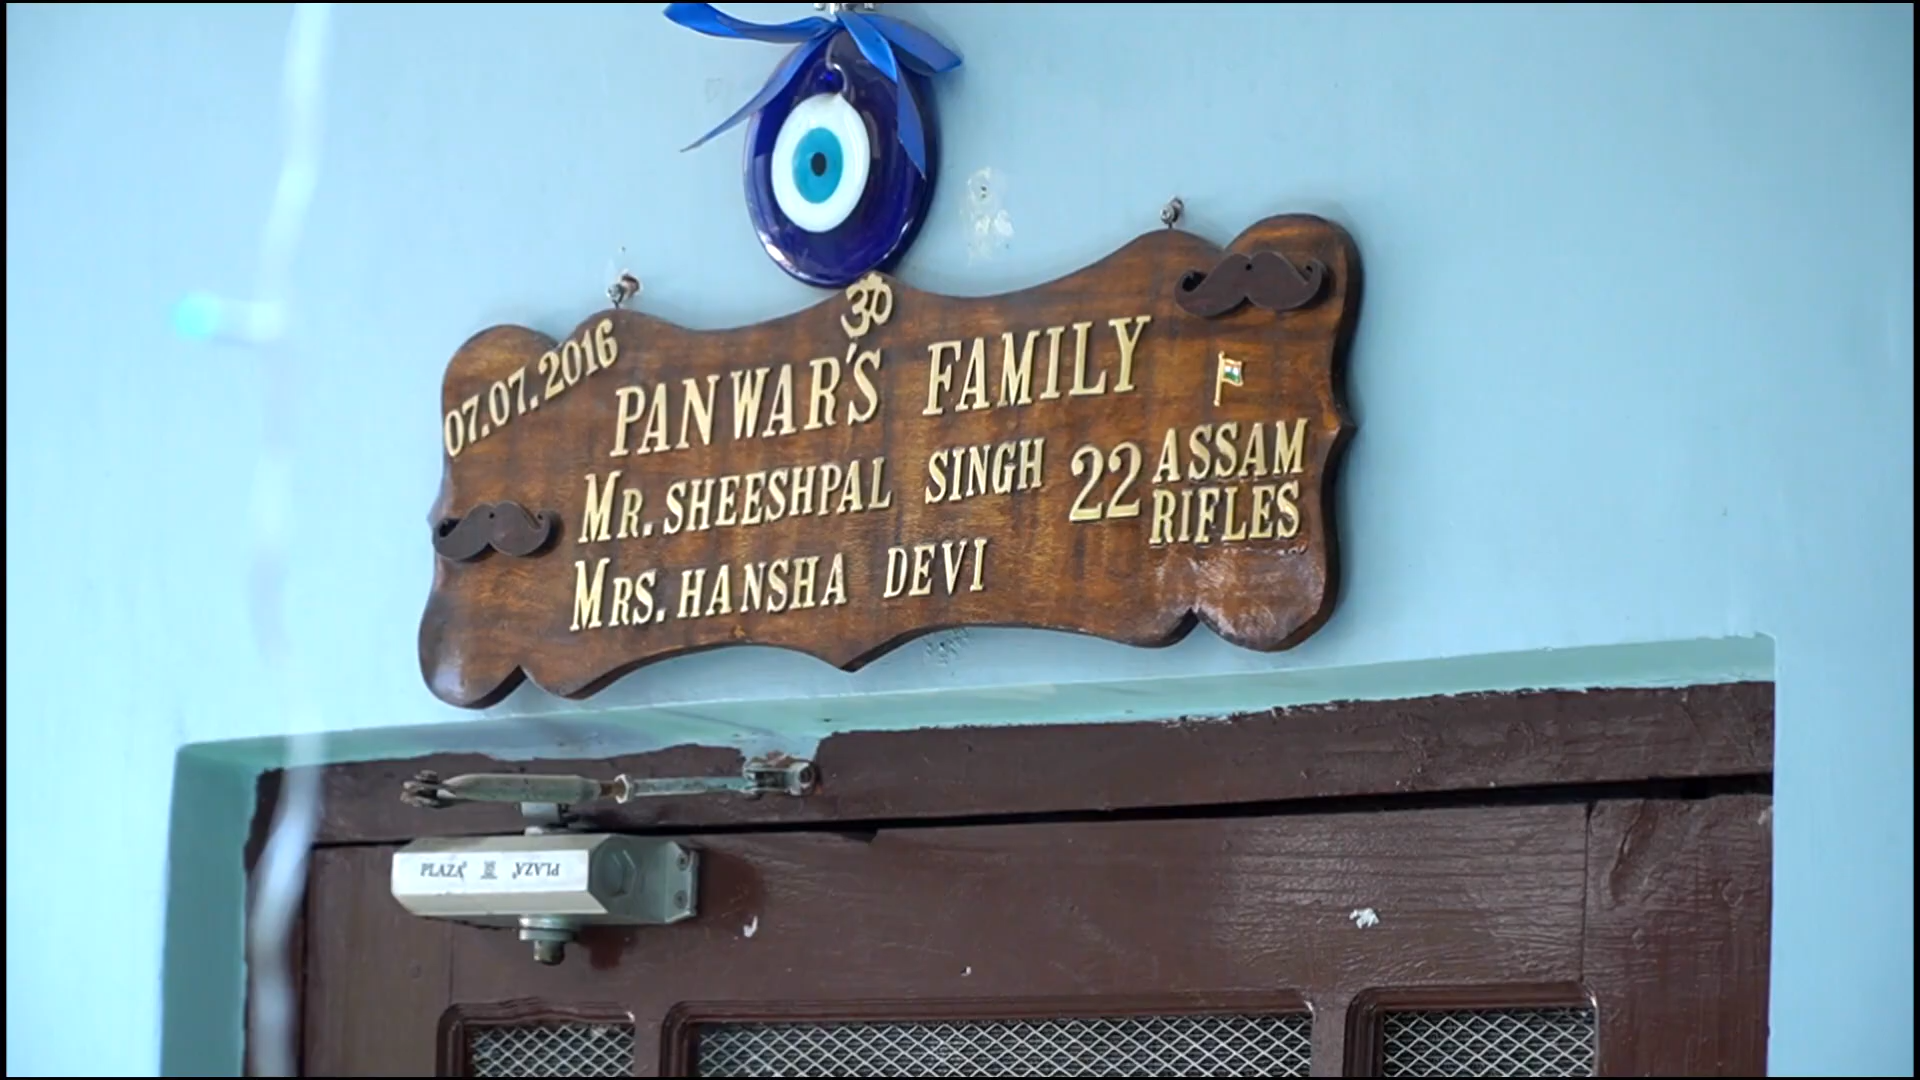 ॐ
07.07.2016
PANWAR'S FAMILY
MR. SHEESHPAL SINGH
22 ASSAM
RIFLES
MRS. HANSHA DEVI
PLAZA PLAZA